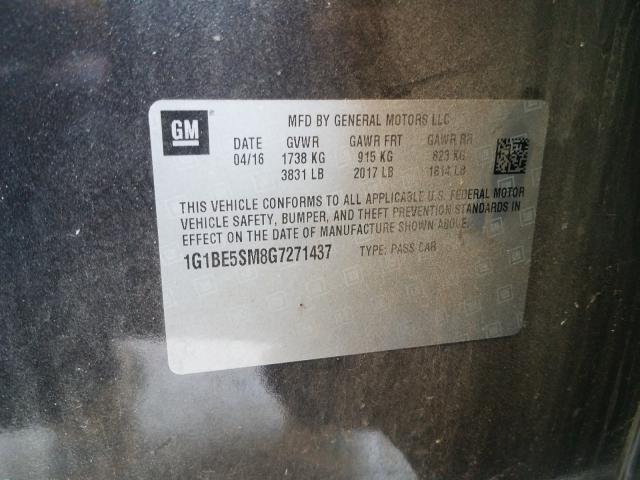 GM
MFD BY GENERAL MOTORS LLC
DATE GVWR GAWR FRT GAWR RR
04/16 1738 KG 915 KG 823 KG
3831 LB 2017 LB 1814 LB
THIS VEHICLE CONFORMS TO ALL APPLICABLE U.S. FEDERAL MOTOR
VEHICLE SAFETY, BUMPER, AND THEFT PREVENTION STANDARDS IN
EFFECT ON THE DATE OF MANUFACTURE SHOWN ABOVE.
1G1BE5SM8G7271437 TYPE: PASS CAR